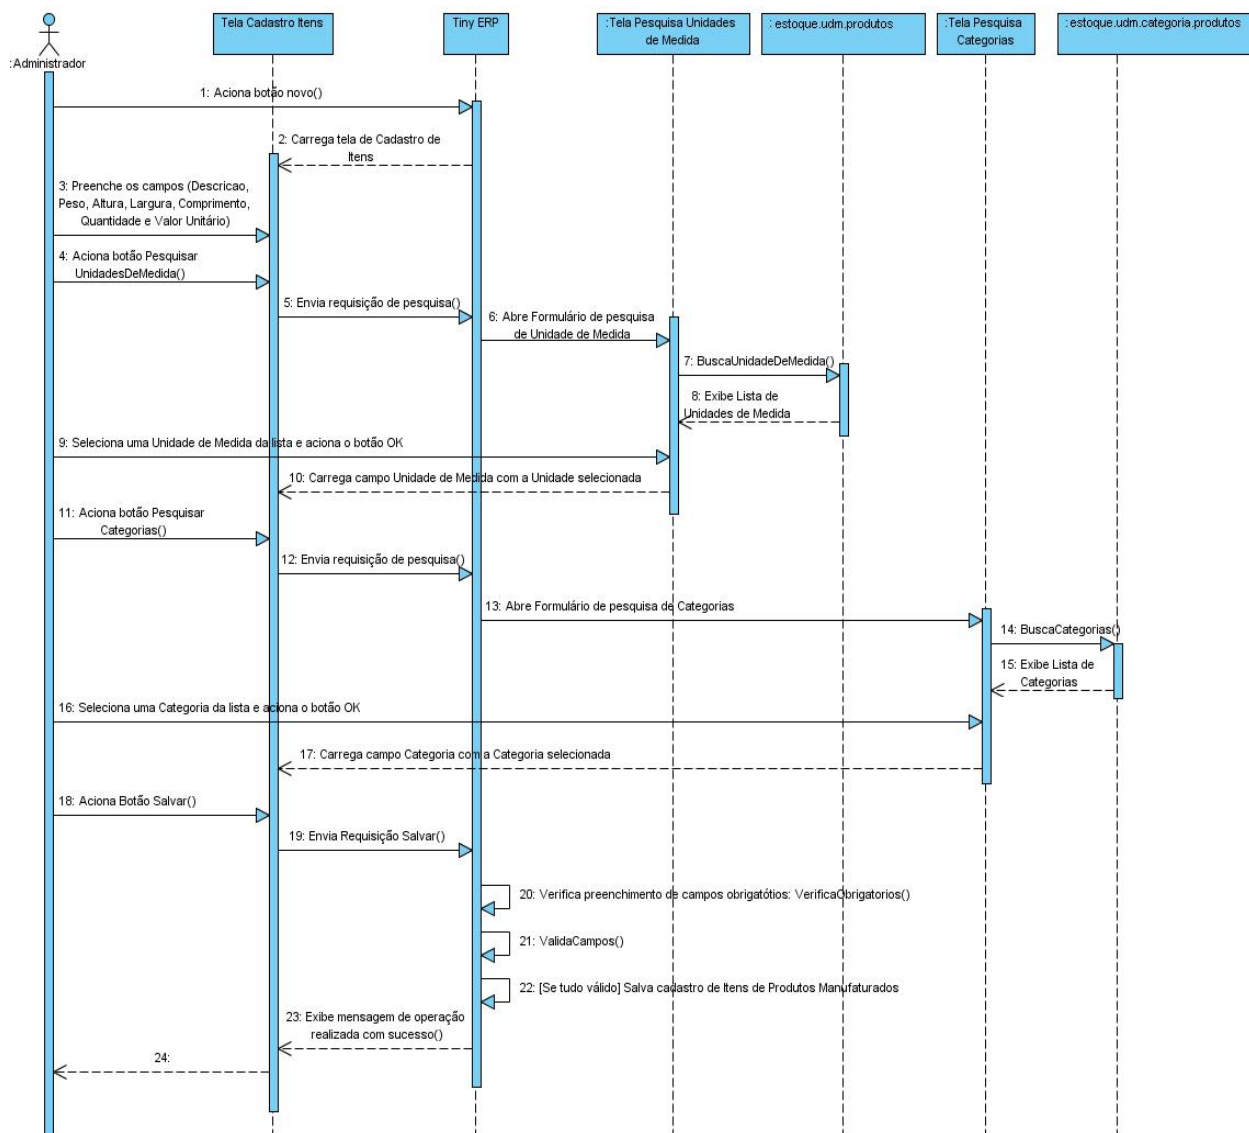 :Administrador
Tela Cadastro Itens
Tiny ERP
:Tela Pesquisa Unidades
de Medida
: estoque.udm.produtos
:Tela Pesquisa
Categorias
: estoque.udm.categoria.produtos
1: Aciona botão novo()
2: Carrega tela de Cadastro de
Itens
3: Preenche os campos (Descricao,
Peso, Altura, Largura, Comprimento,
Quantidade e Valor Unitário)
4: Aciona botão Pesquisar
UnidadesDeMedida()
5: Envia requisição de pesquisa()
6: Abre Formulário de pesquisa
de Unidade de Medida
7: BuscaUnidadeDeMedida()
8: Exibe Lista de
Unidades de Medida
9: Seleciona uma Unidade de Medida da lista e aciona o botão OK
10: Carrega campo Unidade de Medida com a Unidade selecionada
11: Aciona botão Pesquisar
Categorias()
12: Envia requisição de pesquisa()
13: Abre Formulário de pesquisa de Categorias
14: BuscaCategorias()
15: Exibe Lista de
Categorias
16: Seleciona uma Categoria da lista e aciona o botão OK
17: Carrega campo Categoria com a Categoria selecionada
18: Aciona Botão Salvar()
19: Envia Requisição Salvar()
20: Verifica preenchimento de campos obrigatótios: VerificaObrigatorios()
21: ValidaCampos()
22: [Se tudo válido] Salva cadastro de Itens de Produtos Manufaturados
23: Exibe mensagem de operação
realizada com sucesso()
24: